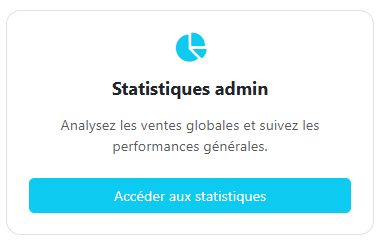 Statistiques admin
Analysez les ventes globales et suivez les
performances générales.
Accéder aux statistiques